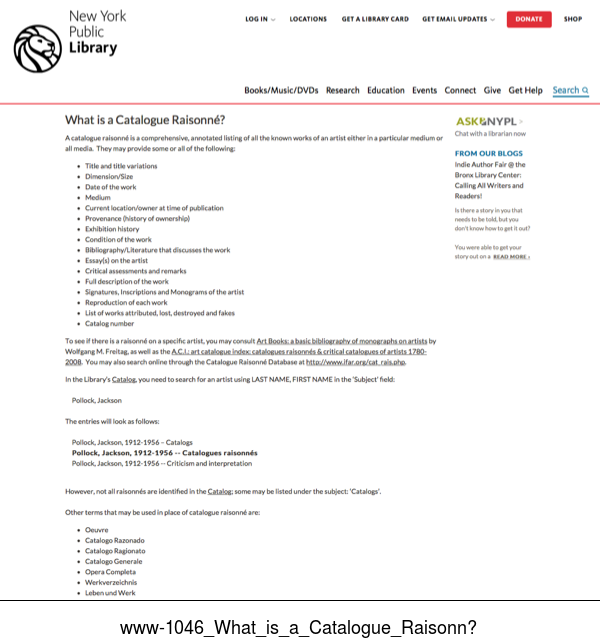 New York
Public
Library
LOG IN
LOCATIONS
GET A LIBRARY CARD
GET EMAIL UPDATES
DONATE
SHOP
Books/Music/DVDs Research Education Events Connect Give Get Help Search
What is a Catalogue Raisonné?
A catalogue raisonné is a comprehensive, annotated listing of all the known works of an artist either in a particular medium or
all media. They may provide some or all of the following:
• Title and title variations
• Dimension/Size
• Date of the work
• Medium
• Current location/owner at time of publication
• Provenance (history of ownership)
• Exhibition history
• Condition of the work
• Bibliography/Literature that discusses the work
• Essay(s) on the artist
• Critical assessments and remarks
• Full description of the work
• Signatures, Inscriptions and Monograms of the artist
• Reproduction of each work
• List of works attributed, lost, destroyed and fakes
• Catalog number
To see if there is a raisonné on a specific artist, you may consult Art Books: a basic bibliography of monographs on artists by
Wolfgang M. Freitag, as well as the A.C.I.: art catalogue index: catalogues raisonnés & critical catalogues of artists 1780-
2008. You may also search online through the Catalogue Raisonné Database at http://www.ifar.org/cat_rais.php.
In the Library's Catalog, you need to search for an artist using LAST NAME, FIRST NAME in the 'Subject' field:
Pollock, Jackson
The entries will look as follows:
Pollock, Jackson, 1912-1956 – Catalogs
Pollock, Jackson, 1912-1956 -- Catalogues raisonnés
Pollock, Jackson, 1912-1956 -- Criticism and interpretation
However, not all raisonnés are identified in the Catalog; some may be listed under the subject: 'Catalogs'.
Other terms that may be used in place of catalogue raisonné are:
• Oeuvre
• Catalogo Razonado
• Catalogo Ragionato
• Catalogo Generale
• Opera Completa
• Werkverzeichnis
• Leben und Werk
ASK NYPL
Chat with a librarian now
FROM OUR BLOGS
Indie Author Fair @ the
Bronx Library Center:
Calling All Writers and
Readers!
Is there a story in you that
needs to be told, but you
don't know how to get it out?
You were able to get your
story out on a READ MORE ›
www-1046_What_is_a_Catalogue_Raisonn?